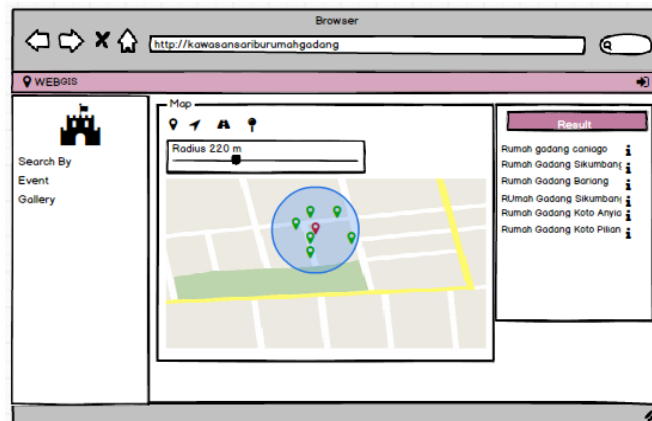 Browser
http://kawasansariburumahgadang
WEBGIS
Search By
Event
Gallery
Map
Radius 220 m
Result
Rumah gadang caniago
Rumah Gadang Sikumbang
Rumah Gadang Bariang
RUmah Gadang Sikumbang
Rumah Gadang Koto Anyia
Rumah Gadang Koto Pilian